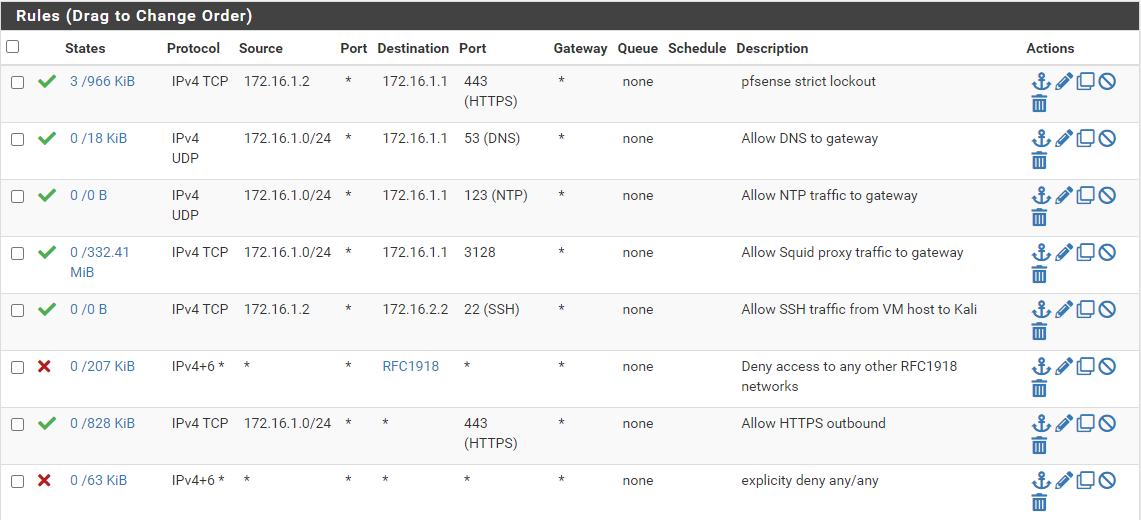 Rules (Drag to Change Order)
States Protocol Source Port Destination Port Gateway Queue Schedule Description Actions
3 /966 KiB IPv4 TCP 172.16.1.2 * 172.16.1.1 443 * none pfsense strict lockout
(HTTPS)
0 /18 KiB IPv4 172.16.1.0/24 * 172.16.1.1 53 (DNS) * none Allow DNS to gateway
UDP
0 /0 B IPv4 172.16.1.0/24 * 172.16.1.1 123 (NTP) * none Allow NTP traffic to gateway
UDP
0 /332.41 IPv4 TCP 172.16.1.0/24 * 172.16.1.1 3128 * none Allow Squid proxy traffic to gateway
MiB
0 /0 B IPv4 TCP 172.16.1.2 * 172.16.2.2 22 (SSH) * none Allow SSH traffic from VM host to Kali
0 /207 KiB IPv4+6 * * * RFC1918 * * none Deny access to any other RFC1918
networks
0 /828 KiB IPv4 TCP 172.16.1.0/24 * * 443 * none Allow HTTPS outbound
(HTTPS)
0 /63 KiB IPv4+6 * * * * * * none explicity deny any/any